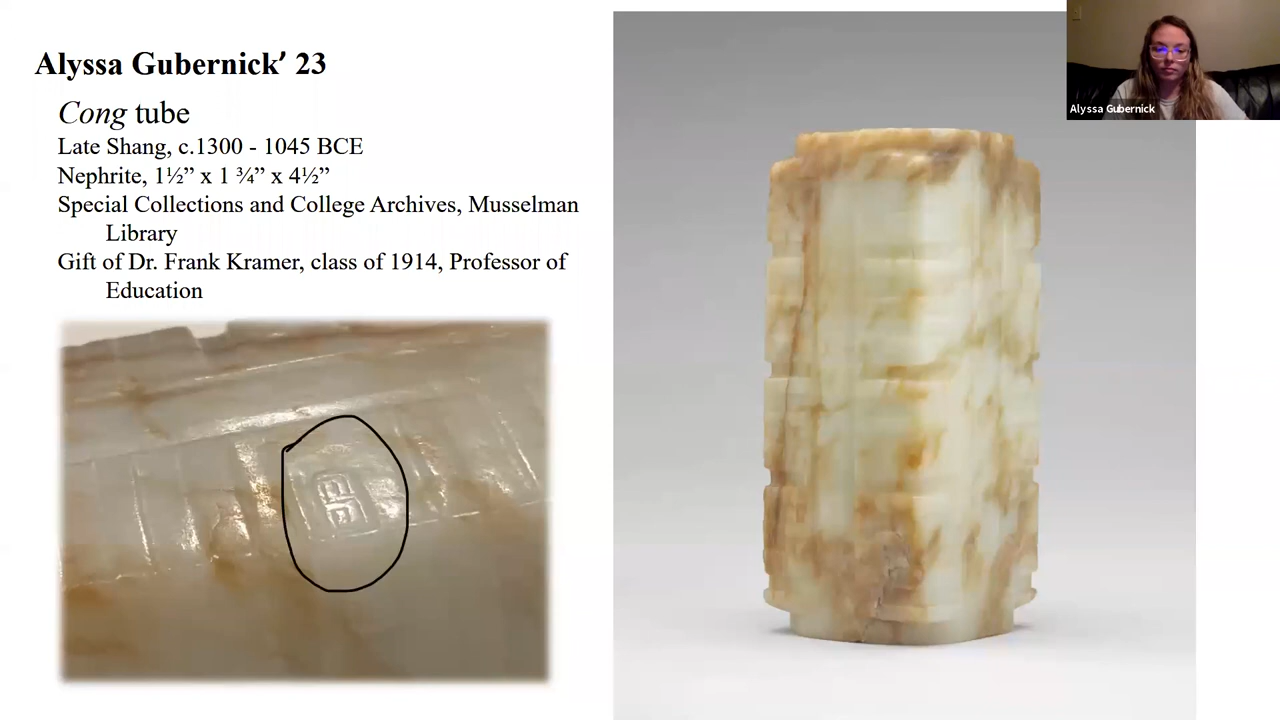 Alyssa Gubernick’ 23
Cong tube
Late Shang, c.1300 - 1045 BCE
Nephrite, 1½” x 1 ¾” x 4½”
Special Collections and College Archives, Musselman
Library
Gift of Dr. Frank Kramer, class of 1914, Professor of
Education
Alyssa Gubernick